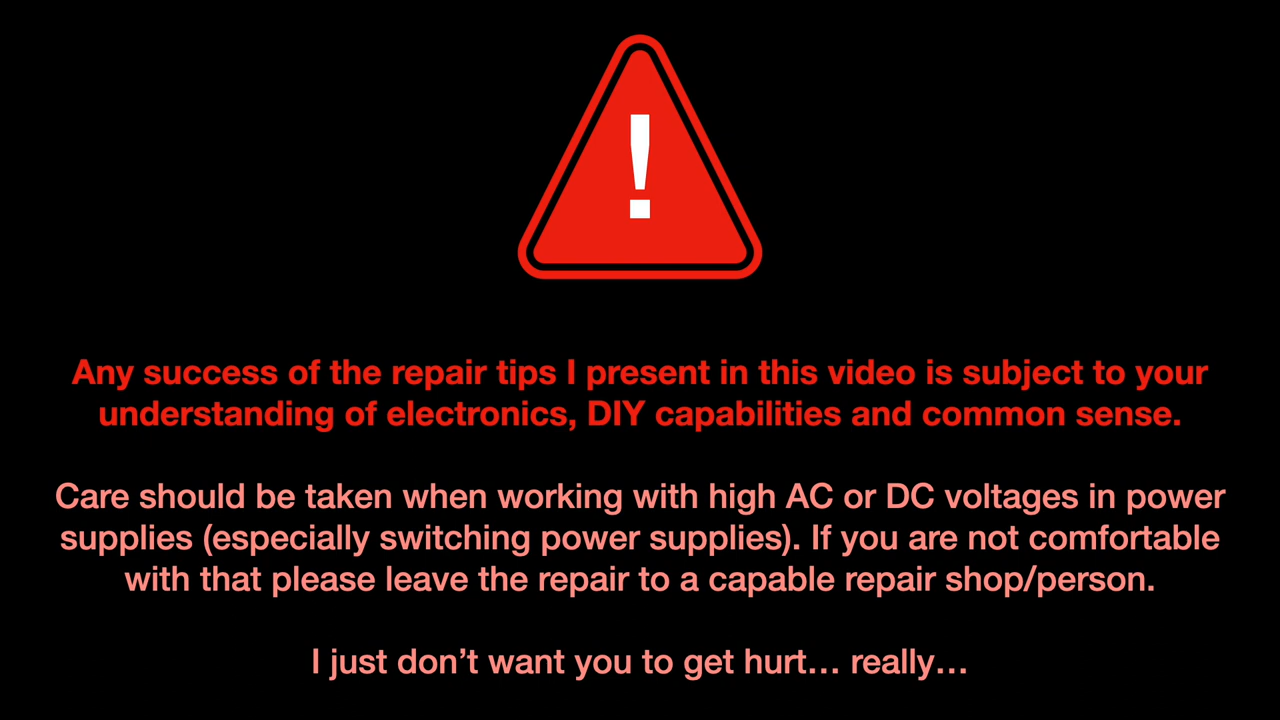 !
Any success of the repair tips I present in this video is subject to your
understanding of electronics, DIY capabilities and common sense.
Care should be taken when working with high AC or DC voltages in power
supplies (especially switching power supplies). If you are not comfortable
with that please leave the repair to a capable repair shop/person.
I just don’t want you to get hurt… really…